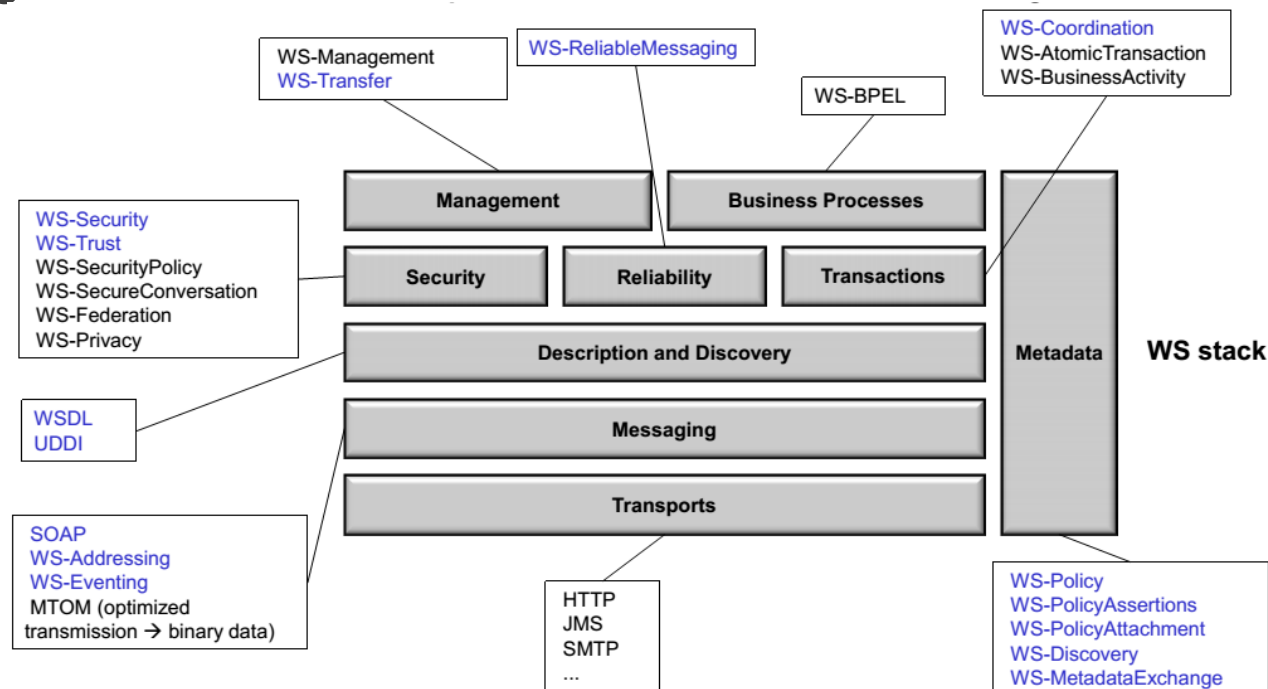 WS-Management
WS-Transfer
WS-ReliableMessaging
WS-BPEL
WS-Coordination
WS-AtomicTransaction
WS-BusinessActivity
Management
Business Processes
WS-Security
WS-Trust
WS-SecurityPolicy
WS-SecureConversation
WS-Federation
WS-Privacy
Security
Reliability
Transactions
Description and Discovery
Metadata
WS stack
WSDL
UDDI
Messaging
Transports
SOAP
WS-Addressing
WS-Eventing
MTOM (optimized
transmission → binary data)
HTTP
JMS
SMTP
...
WS-Policy
WS-PolicyAssertions
WS-PolicyAttachment
WS-Discovery
WS-MetadataExchange